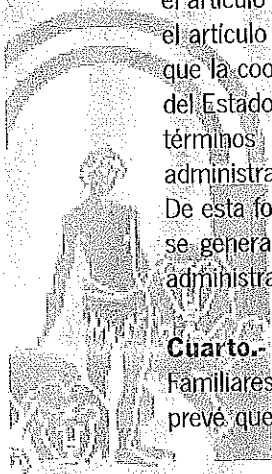 el artículo
el artículo
que la coo
del Estado
términos
administra
De esta fo
se genera
administra
Cuarto.-
Familiares
prevé que